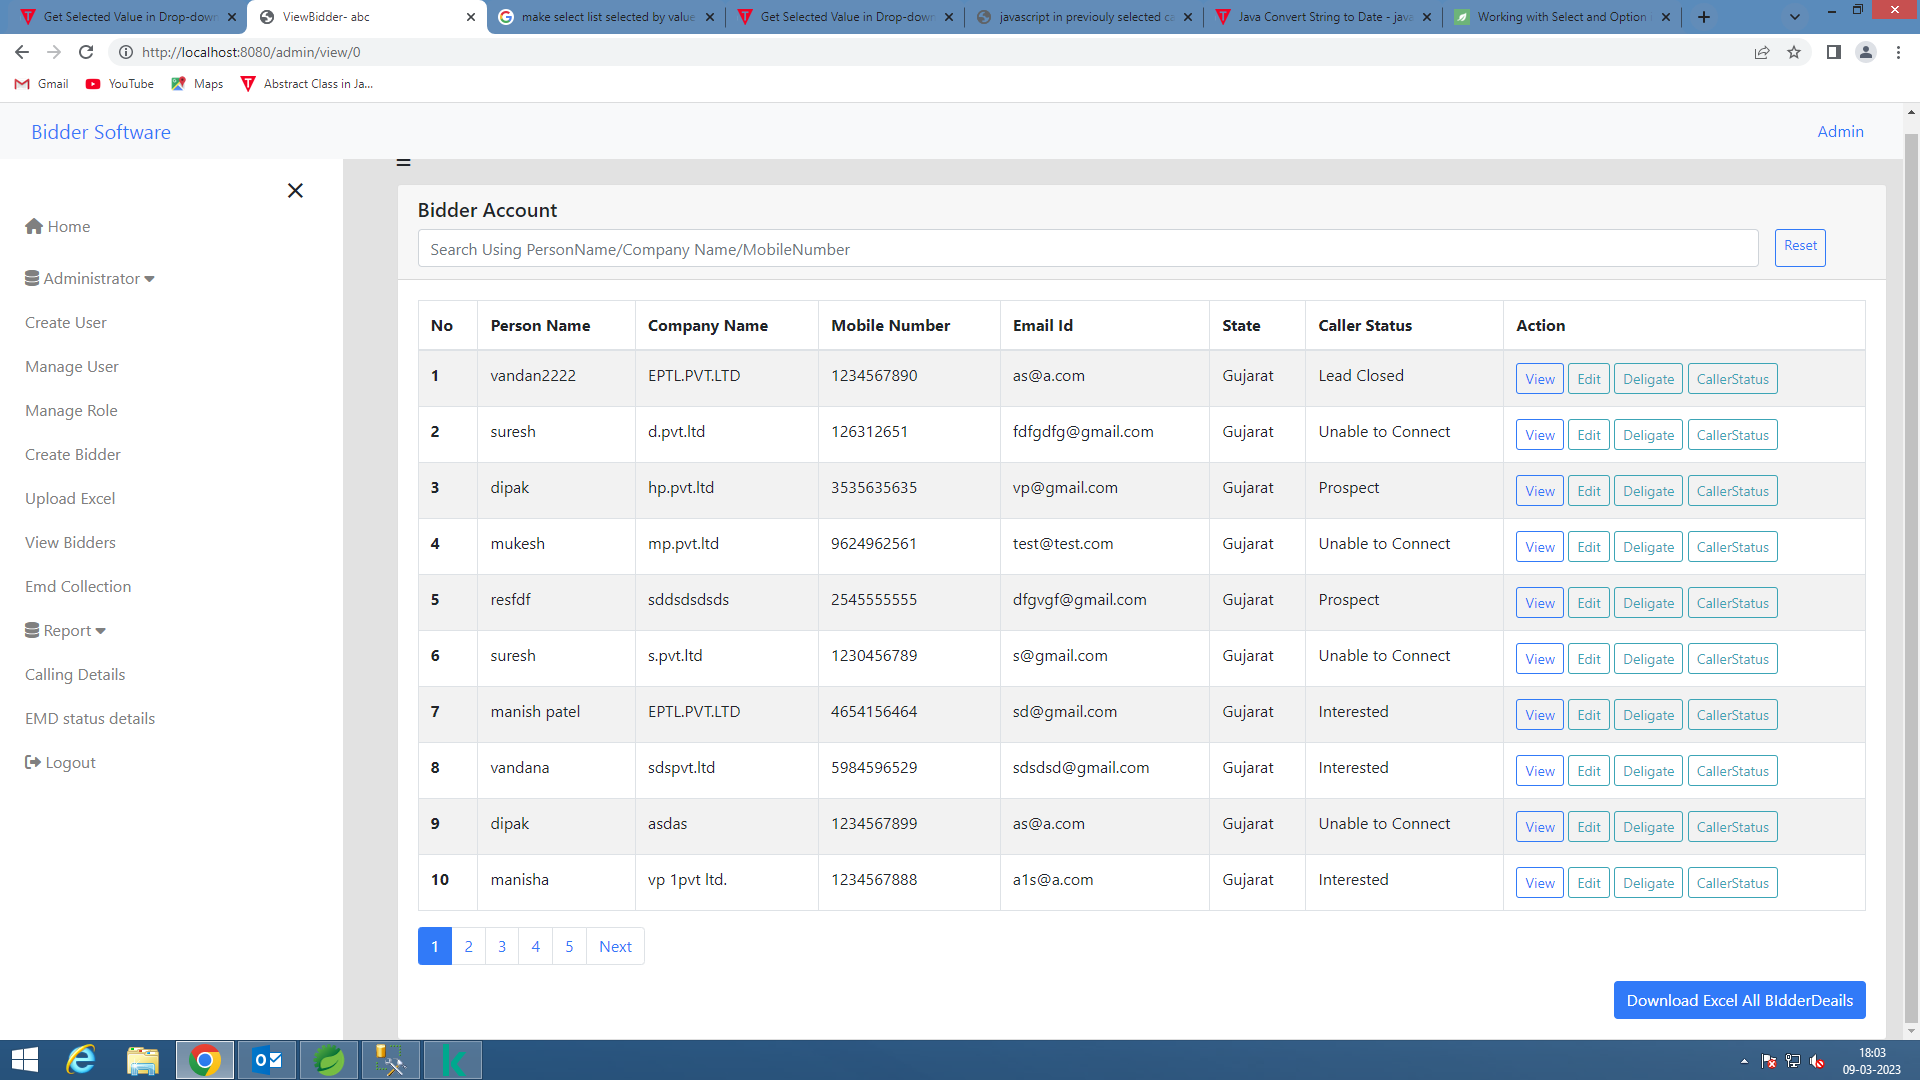 Get Selected Value in Drop-down
ViewBidder- abc
make select list selected by value
Get Selected Value in Drop-down
javascript in previouly selected ca
Java Convert String to Date - java
Working with Select and Option
http://localhost:8080/admin/view/0
Gmail YouTube Maps Abstract Class in Ja...
Bidder Software
Admin
Home
Administrator
Create User
Manage User
Manage Role
Create Bidder
Upload Excel
View Bidders
Emd Collection
Report
Calling Details
EMD status details
Logout
Bidder Account
Search Using PersonName/Company Name/MobileNumber
Reset
No Person Name Company Name Mobile Number Email Id State Caller Status Action
1 vandan2222 EPTL.PVT.LTD 1234567890 as@a.com Gujarat Lead Closed View Edit Deligate CallerStatus
2 suresh d.pvt.ltd 126312651 fdfgdfg@gmail.com Gujarat Unable to Connect View Edit Deligate CallerStatus
3 dipak hp.pvt.ltd 3535635635 vp@gmail.com Gujarat Prospect View Edit Deligate CallerStatus
4 mukesh mp.pvt.ltd 9624962561 test@test.com Gujarat Unable to Connect View Edit Deligate CallerStatus
5 resfdf sddsdsdsds 2545555555 dfgvgf@gmail.com Gujarat Prospect View Edit Deligate CallerStatus
6 suresh s.pvt.ltd 1230456789 s@gmail.com Gujarat Unable to Connect View Edit Deligate CallerStatus
7 manish patel EPTL.PVT.LTD 4654156464 sd@gmail.com Gujarat Interested View Edit Deligate CallerStatus
8 vandana sdspvt.ltd 5984596529 sdsdsd@gmail.com Gujarat Interested View Edit Deligate CallerStatus
9 dipak asdas 1234567899 as@a.com Gujarat Unable to Connect View Edit Deligate CallerStatus
10 manisha vp 1pvt ltd. 1234567888 a1s@a.com Gujarat Interested View Edit Deligate CallerStatus
1 2 3 4 5 Next
Download Excel All BIdderDeails
18:03
09-03-2023